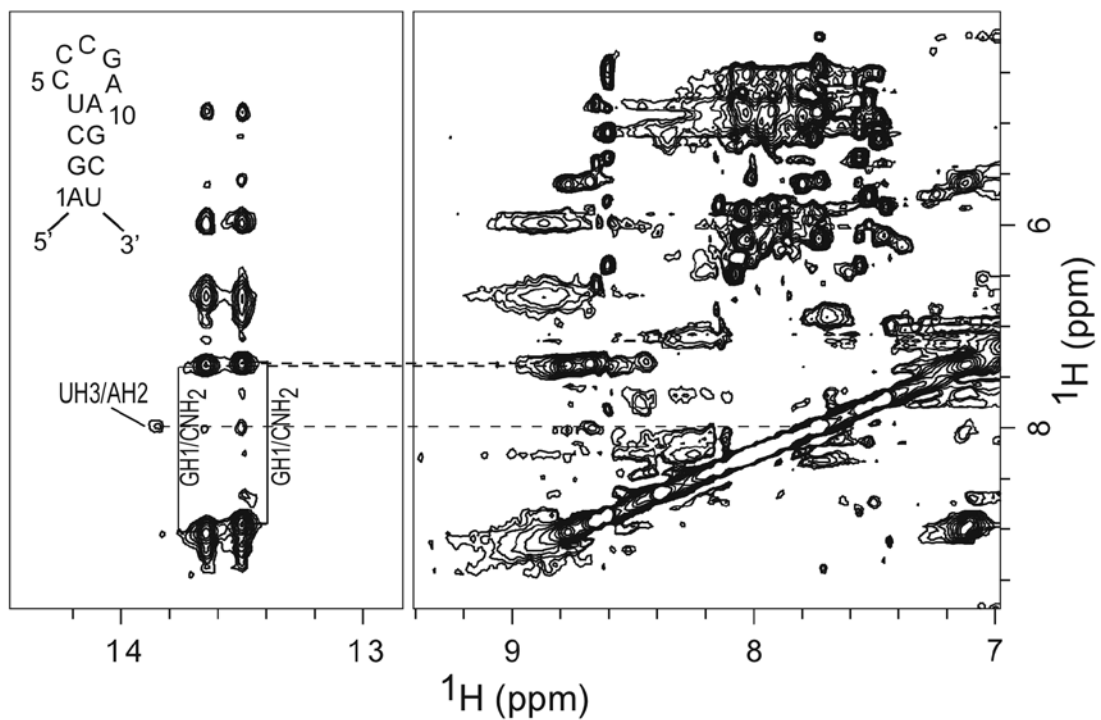 C C G
5 C A
UA 10
CG
GC
1AU
5' 3'
UH3/AH2
GH1/CNH2
GH1/CNH2
6
8
¹H (ppm)
14 13 9 8 7
¹H (ppm)